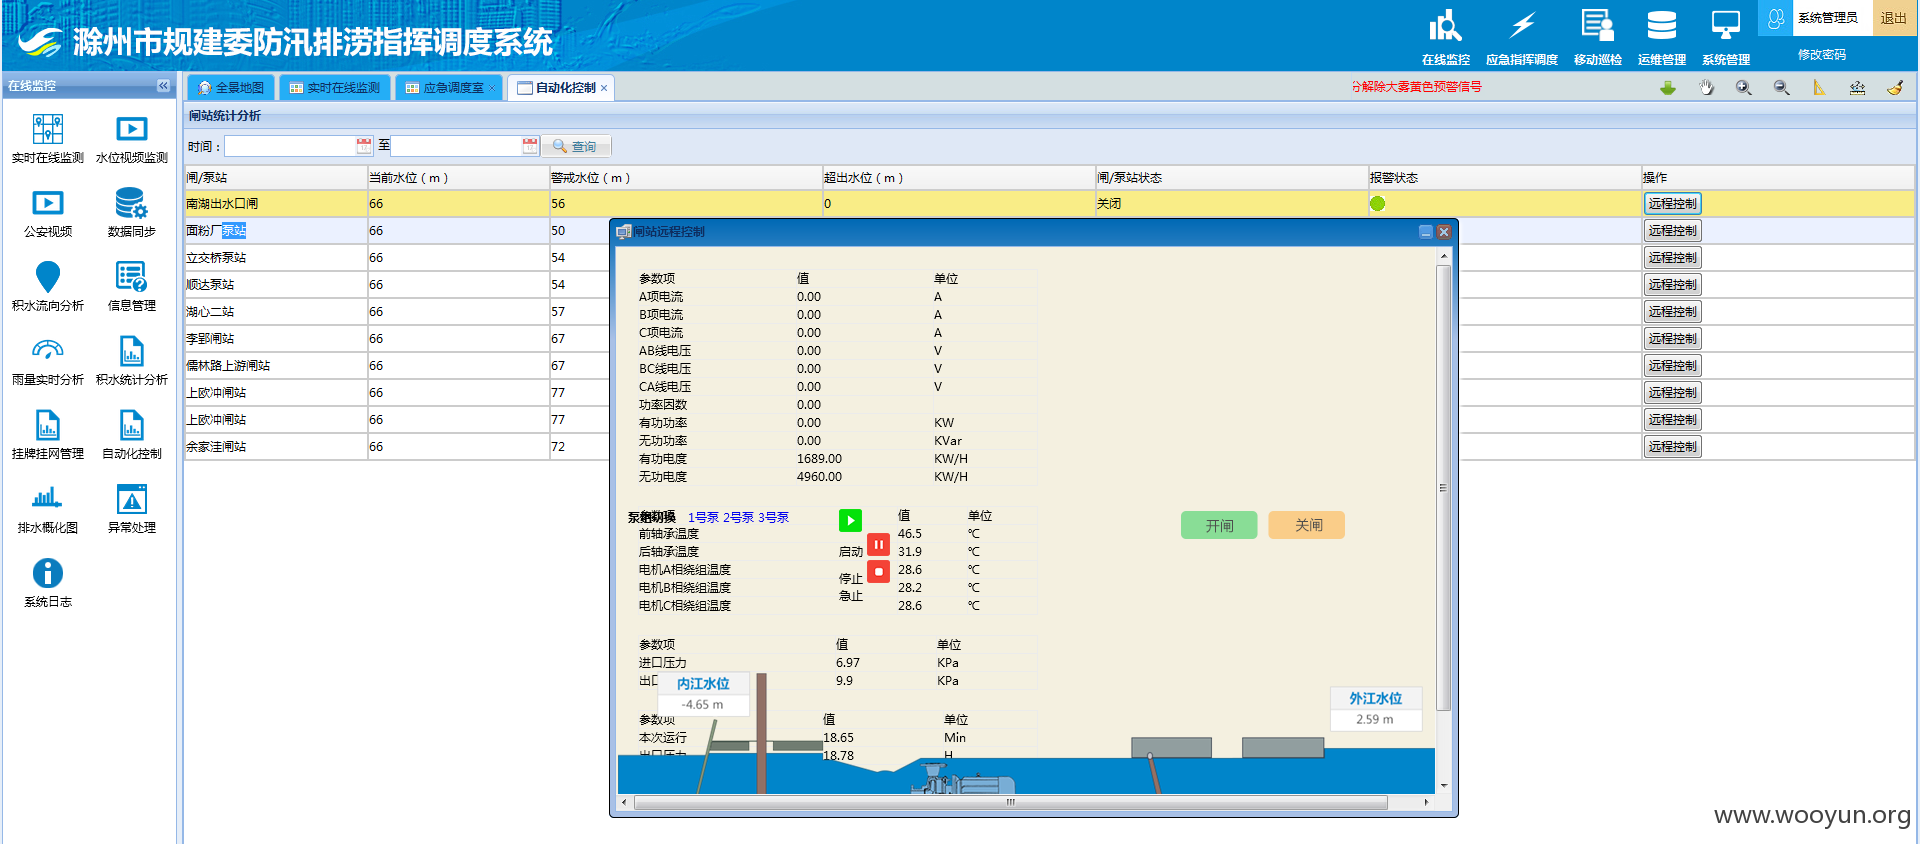 滁州市规建委防汛排涝指挥调度系统
在线监控 应急指挥调度 移动巡检 运维管理 系统管理
系统管理员 退出
修改密码
在线监控
全景地图 实时在线监测 应急调度室 自动化控制
分解除大雾黄色预警信号
闸站统计分析
时间： 至 查询
实时在线监测 水位视频监测
公安视频 数据同步
积水流向分析 信息管理
雨量实时分析 积水统计分析
挂牌挂网管理 自动化控制
排水概化图 异常处理
系统日志
闸/泵站 当前水位（m） 警戒水位（m） 超出水位（m） 闸/泵站状态 报警状态 操作
南湖出水口闸 66 56 0 关闭 远程控制
面粉厂泵站 66 50 远程控制
立交桥泵站 66 54 远程控制
顺达泵站 66 54 远程控制
湖心二站 66 57 远程控制
李郢闸站 66 67 远程控制
儒林路上游闸站 66 67 远程控制
上欧冲闸站 66 77 远程控制
上欧冲闸站 66 77 远程控制
余家洼闸站 66 72 远程控制
闸站远程控制
参数项 值 单位
A项电流 0.00 A
B项电流 0.00 A
C项电流 0.00 A
AB线电压 0.00 V
BC线电压 0.00 V
CA线电压 0.00 V
功率因数 0.00
有功功率 0.00 KW
无功功率 0.00 KVar
有功电度 1689.00 KW/H
无功电度 4960.00 KW/H
参数项 值 单位
泵组切换 1号泵 2号泵 3号泵
前轴承温度 46.5 ℃
后轴承温度 31.9 ℃
电机A相绕组温度 28.6 ℃
电机B相绕组温度 28.2 ℃
电机C相绕组温度 28.6 ℃
启动
停止
急止
开闸 关闸
参数项 值 单位
进口压力 6.97 KPa
出口 9.9 KPa
内江水位
-4.65 m
外江水位
2.59 m
参数项 值 单位
本次运行 18.65 Min
出口压力 18.78 H
www.wooyun.org